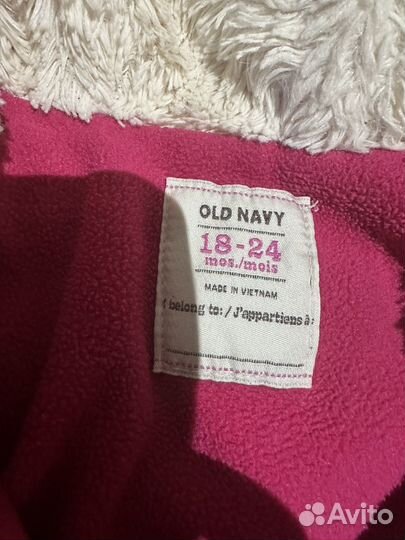 OLD NAVY
18-24
mos./mois
MADE IN VIETNAM
I belong to:/J'appartiens à:
Avito